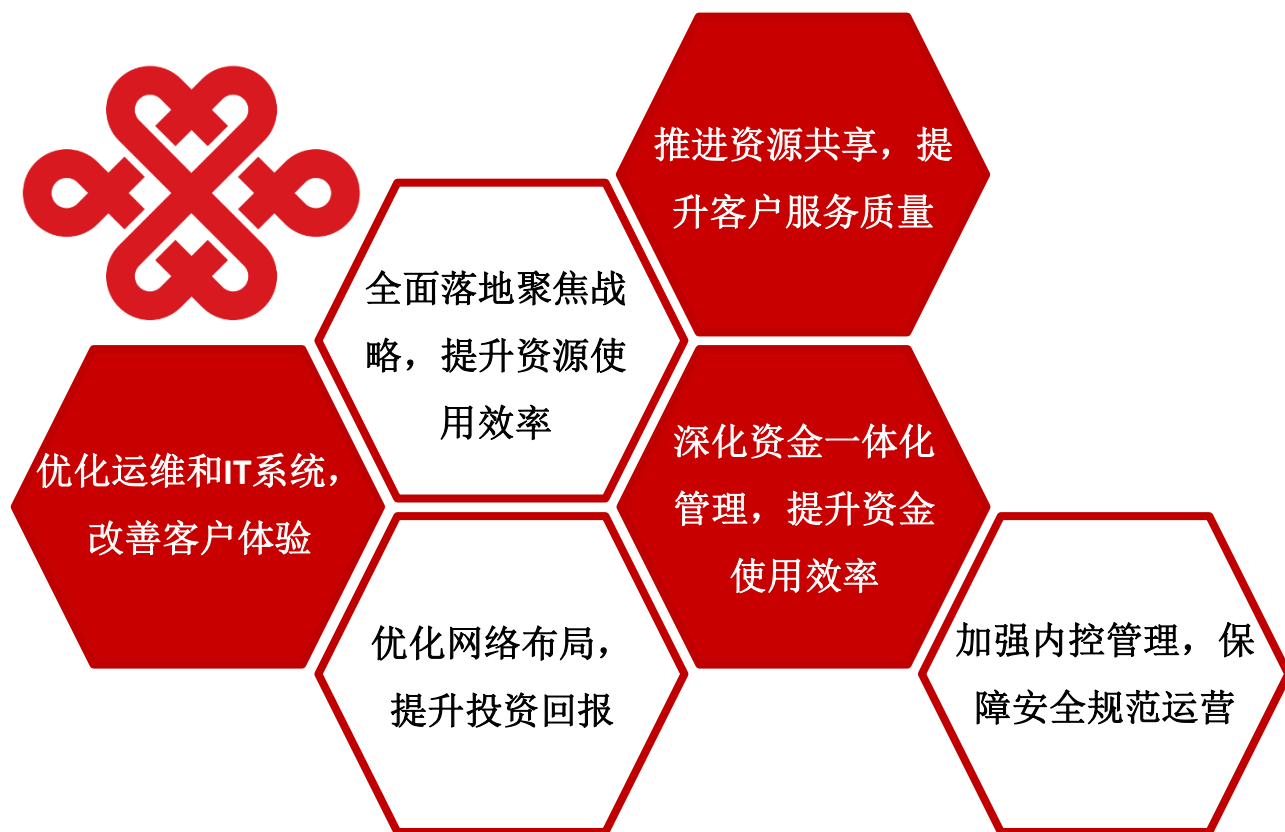 推进资源共享，提
升客户服务质量
全面落地聚焦战
略，提升资源使
用效率
优化运维和IT系统，
改善客户体验
深化资金一体化
管理，提升资金
使用效率
优化网络布局，
提升投资回报
加强内控管理，保
障安全规范运营